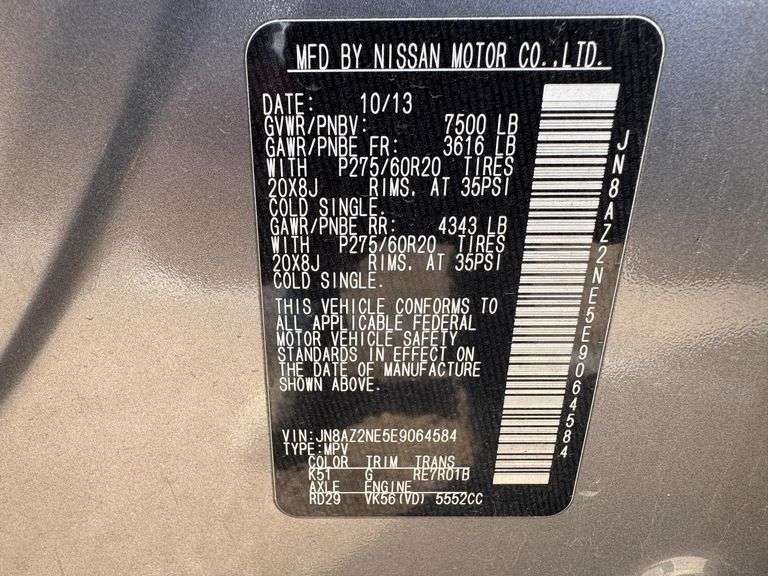 MFD BY NISSAN MOTOR CO.,LTD.
DATE: 10/13
GVWR/PNBV: 7500 LB
GAWR/PNBE FR: 3616 LB
WITH P275/60R20 TIRES
20X8J RIMS, AT 35PSI
COLD SINGLE.
GAWR/PNBE RR: 4343 LB
WITH P275/60R20 TIRES
20X8J RIMS, AT 35PSI
COLD SINGLE.
THIS VEHICLE CONFORMS TO
ALL APPLICABLE FEDERAL
MOTOR VEHICLE SAFETY
STANDARDS IN EFFECT ON
THE DATE OF MANUFACTURE
SHOWN ABOVE.
VIN:JN8AZ2NE5E9064584
TYPE:MPV
COLOR TRIM TRANS
K51 G RE7R01B
AXLE ENGINE
RD29 VK56(VD) 5552CC
JN8AZ2NE5E9064584